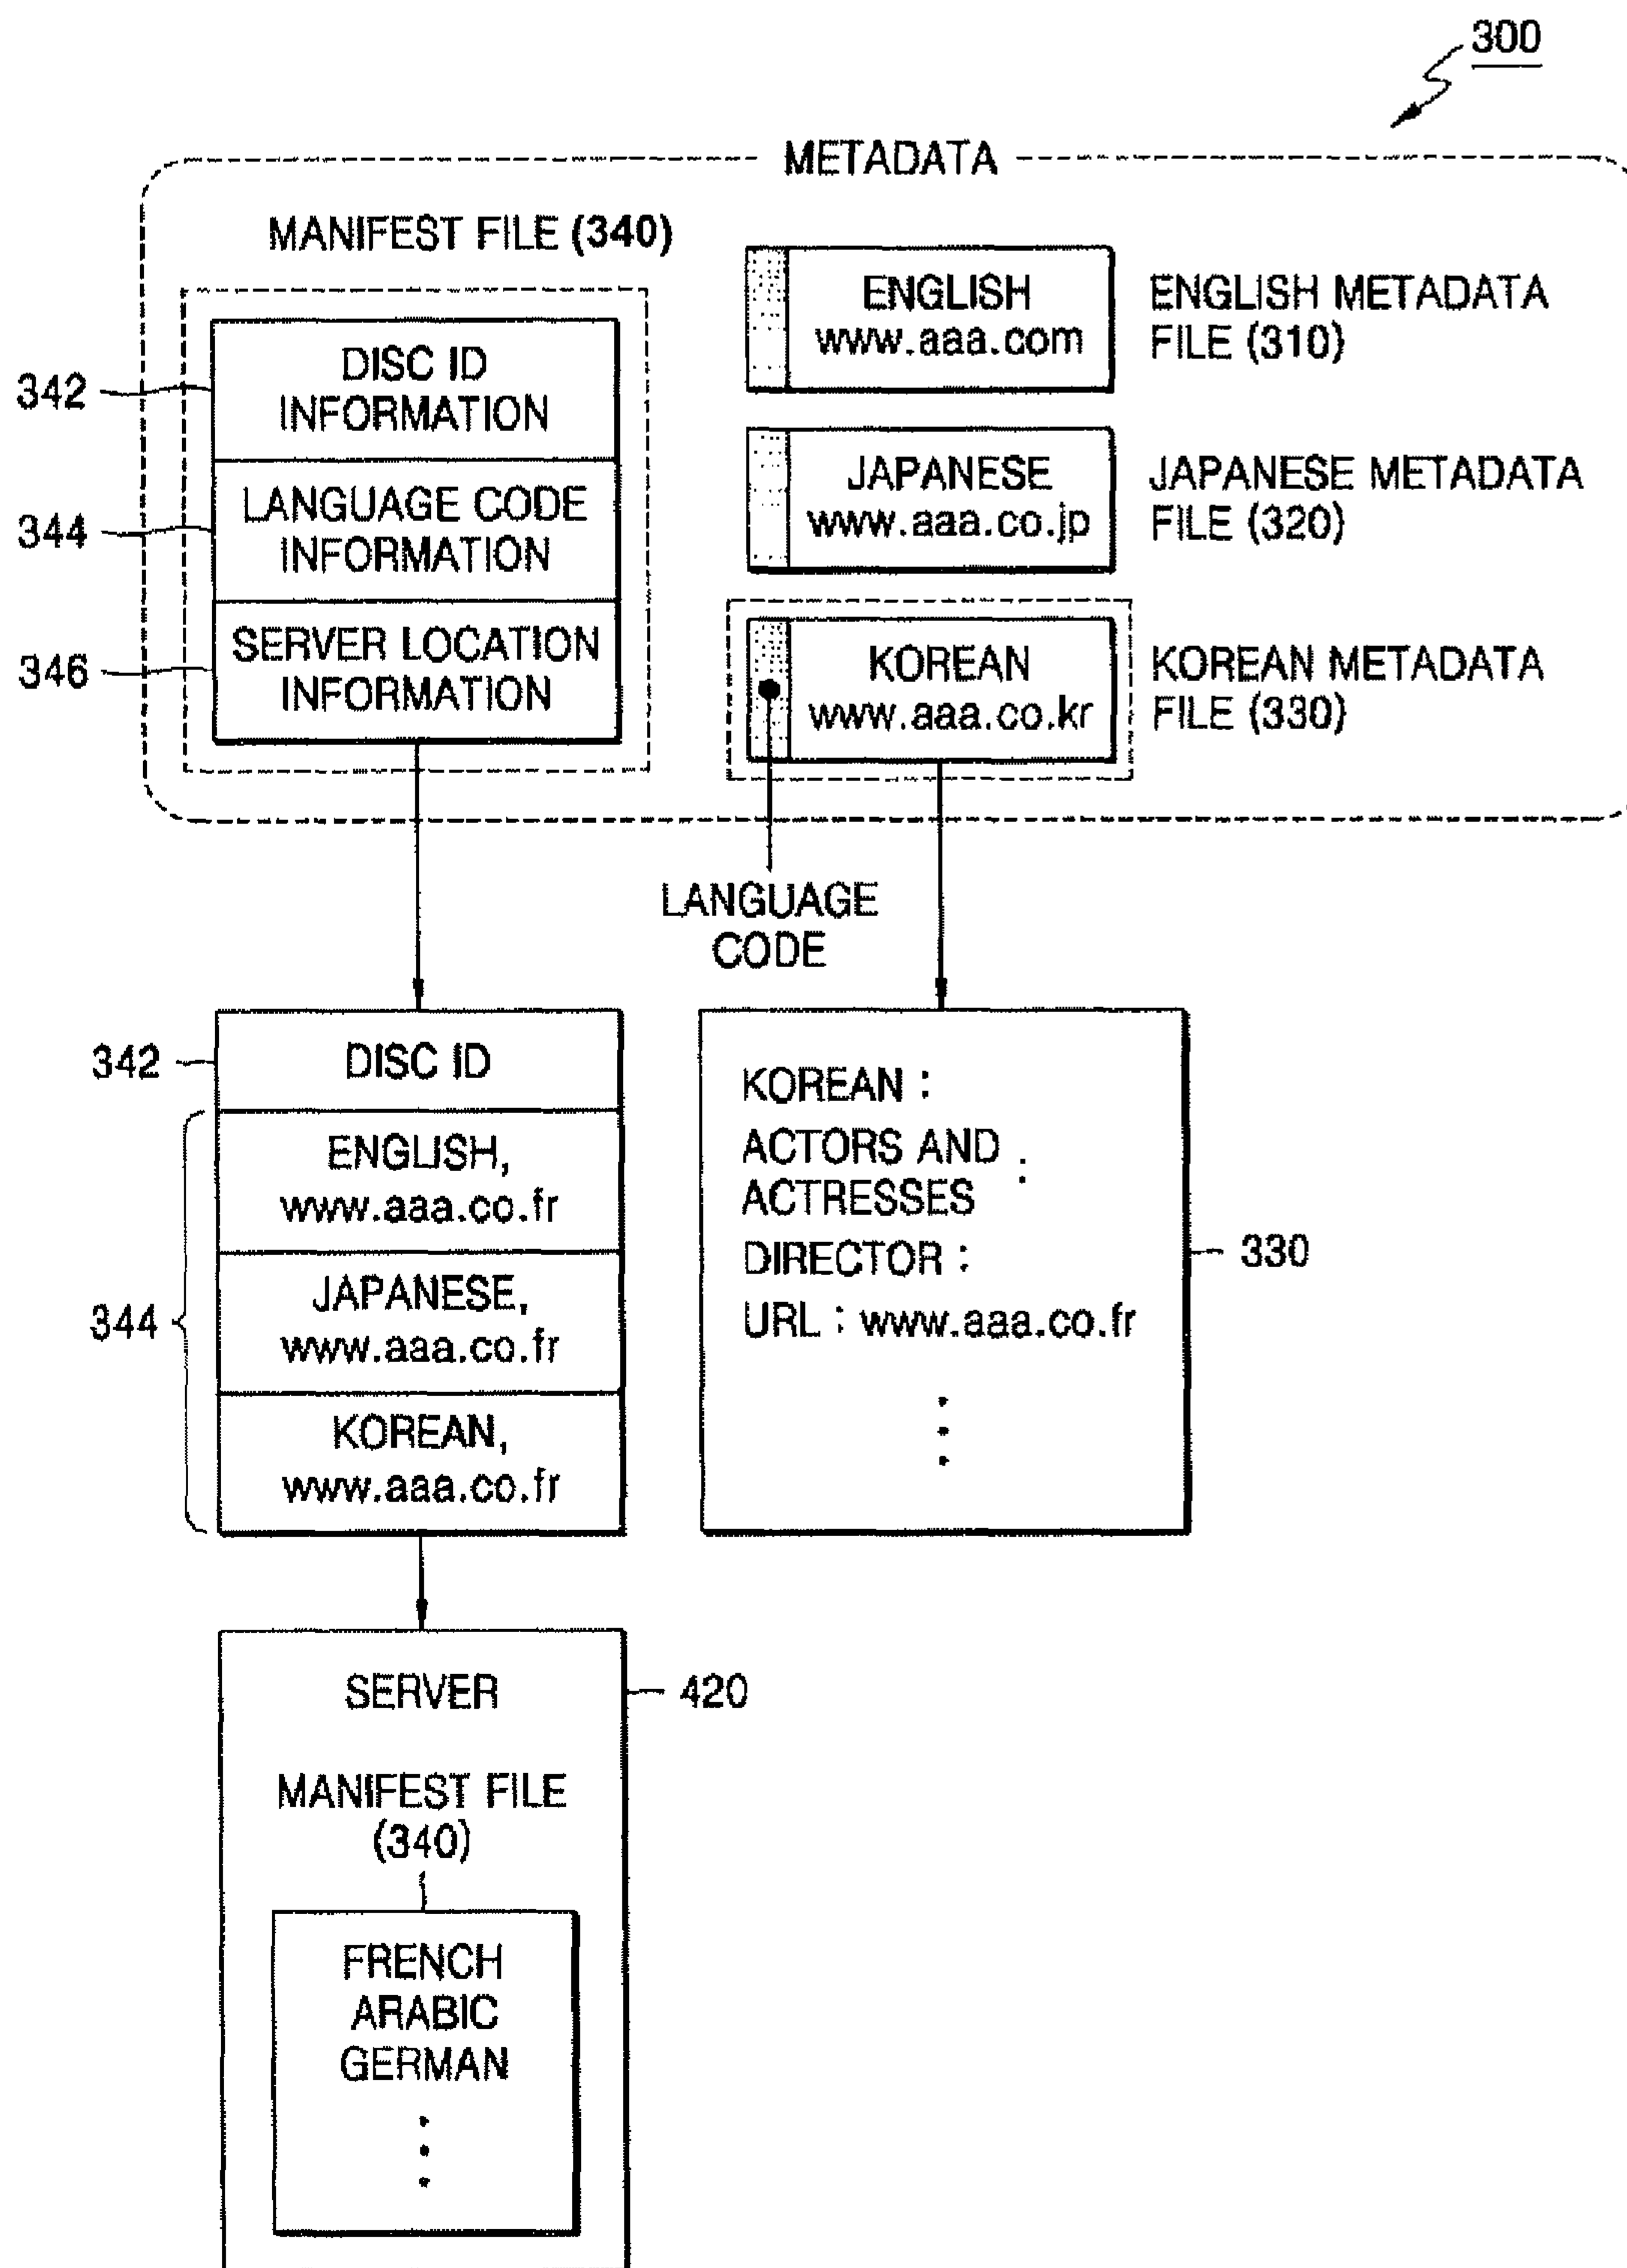 300
METADATA
MANIFEST FILE (340)
342
DISC ID
INFORMATION
344
LANGUAGE CODE
INFORMATION
346
SERVER LOCATION
INFORMATION
ENGLISH
www.aaa.com
ENGLISH METADATA
FILE (310)
JAPANESE
www.aaa.co.jp
JAPANESE METADATA
FILE (320)
KOREAN
www.aaa.co.kr
KOREAN METADATA
FILE (330)
LANGUAGE
CODE
342
DISC ID
344
ENGLISH,
www.aaa.co.fr
JAPANESE,
www.aaa.co.fr
KOREAN,
www.aaa.co.fr
KOREAN :
ACTORS AND :
ACTRESSES
DIRECTOR :
URL : www.aaa.co.fr
330
SERVER
420
MANIFEST FILE
(340)
FRENCH
ARABIC
GERMAN